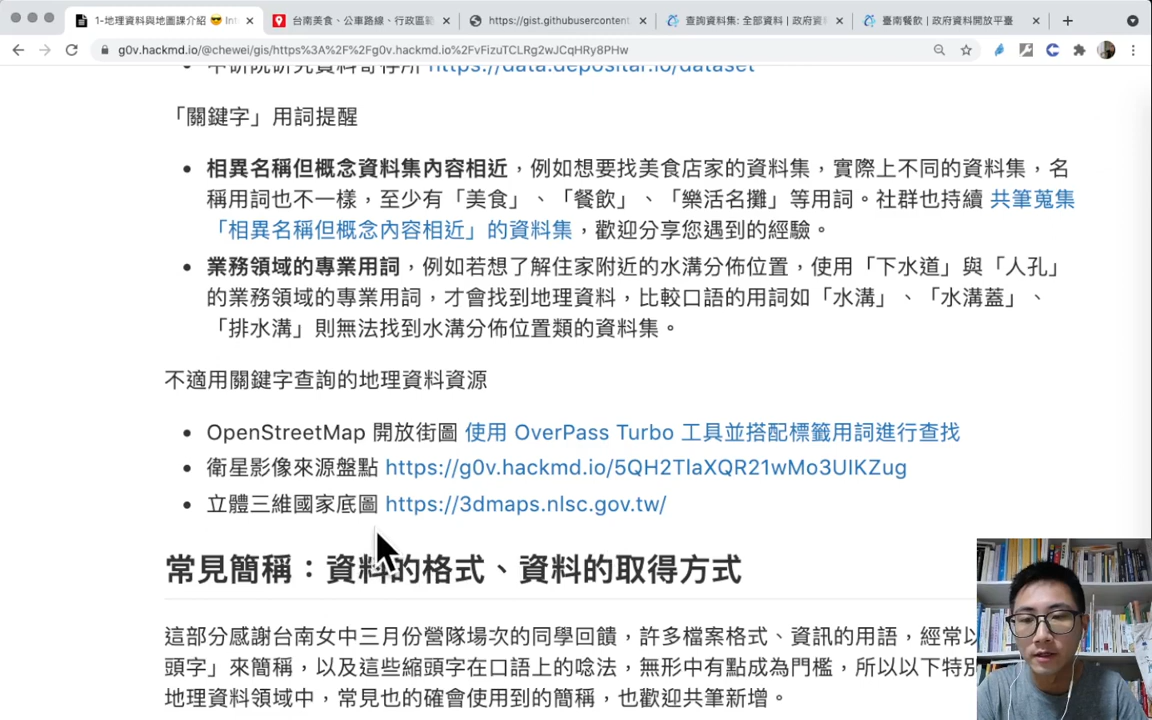 1-地理資料與地圖課介紹 😎 Int
台南美食、公車路線、行政區範
https://gist.githubusercontent.
查詢資料集: 全部資料 | 政府資
臺南餐飲 | 政府資料開放平臺
g0v.hackmd.io/@chewei/gis/https%3A%2F%2Fg0v.hackmd.io%2FvFizuTCLRg2wJCqHRy8PHw
中研院研究資料寄存所 https://data.depositar.io/dataset
「關鍵字」用詞提醒
• 相異名稱但概念資料集內容相近，例如想要找美食店家的資料集，實際上不同的資料集，名
稱用詞也不一樣，至少有「美食」、「餐飲」、「樂活名攤」等用詞。社群也持續 共筆蒐集
「相異名稱但概念內容相近」的資料集，歡迎分享您遇到的經驗。
• 業務領域的專業用詞，例如若想了解住家附近的水溝分佈位置，使用「下水道」與「人孔」
的業務領域的專業用詞，才會找到地理資料，比較口語的用詞如「水溝」、「水溝蓋」、
「排水溝」則無法找到水溝分佈位置類的資料集。
不適用關鍵字查詢的地理資料資源
• OpenStreetMap 開放街圖 使用 OverPass Turbo 工具並搭配標籤用詞進行查找
• 衛星影像來源盤點 https://g0v.hackmd.io/5QH2TlaXQR21wMo3UIKZug
• 立體三維國家底圖 https://3dmaps.nlsc.gov.tw/
常見簡稱：資料的格式、資料的取得方式
這部分感謝台南女中三月份營隊場次的同學回饋，許多檔案格式、資訊的用語，經常以
頭字」來簡稱，以及這些縮頭字在口語上的唸法，無形中有點成為門檻，所以以下特別
地理資料領域中，常見也的確會使用到的簡稱，也歡迎共筆新增。